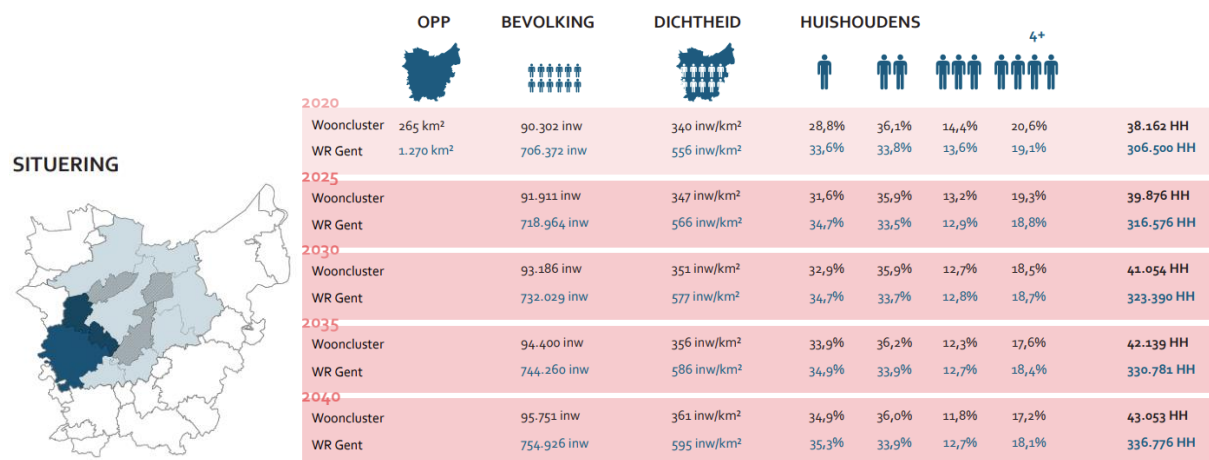 OPP BEVOLKING DICHTHEID HUISHOUDENS
4+
SITUERING
2020
Wooncluster 265 km² 90.302 inw 340 inw/km² 28,8% 36,1% 14,4% 20,6% 38.162 HH
WR Gent 1.270 km² 706.372 inw 556 inw/km² 33,6% 33,8% 13,6% 19,1% 306.500 HH
2025
Wooncluster 91.911 inw 347 inw/km² 31,6% 35,9% 13,2% 19,3% 39.876 HH
WR Gent 718.964 inw 566 inw/km² 34,7% 33,5% 12,9% 18,8% 316.576 HH
2030
Wooncluster 93.186 inw 351 inw/km² 32,9% 35,9% 12,7% 18,5% 41.054 HH
WR Gent 732.029 inw 577 inw/km² 34,7% 33,7% 12,8% 18,7% 323.390 HH
2035
Wooncluster 94.400 inw 356 inw/km² 33,9% 36,2% 12,3% 17,6% 42.139 HH
WR Gent 744.260 inw 586 inw/km² 34,9% 33,9% 12,7% 18,4% 330.781 HH
2040
Wooncluster 95.751 inw 361 inw/km² 34,9% 36,0% 11,8% 17,2% 43.053 HH
WR Gent 754.926 inw 595 inw/km² 35,3% 33,9% 12,7% 18,1% 336.776 HH